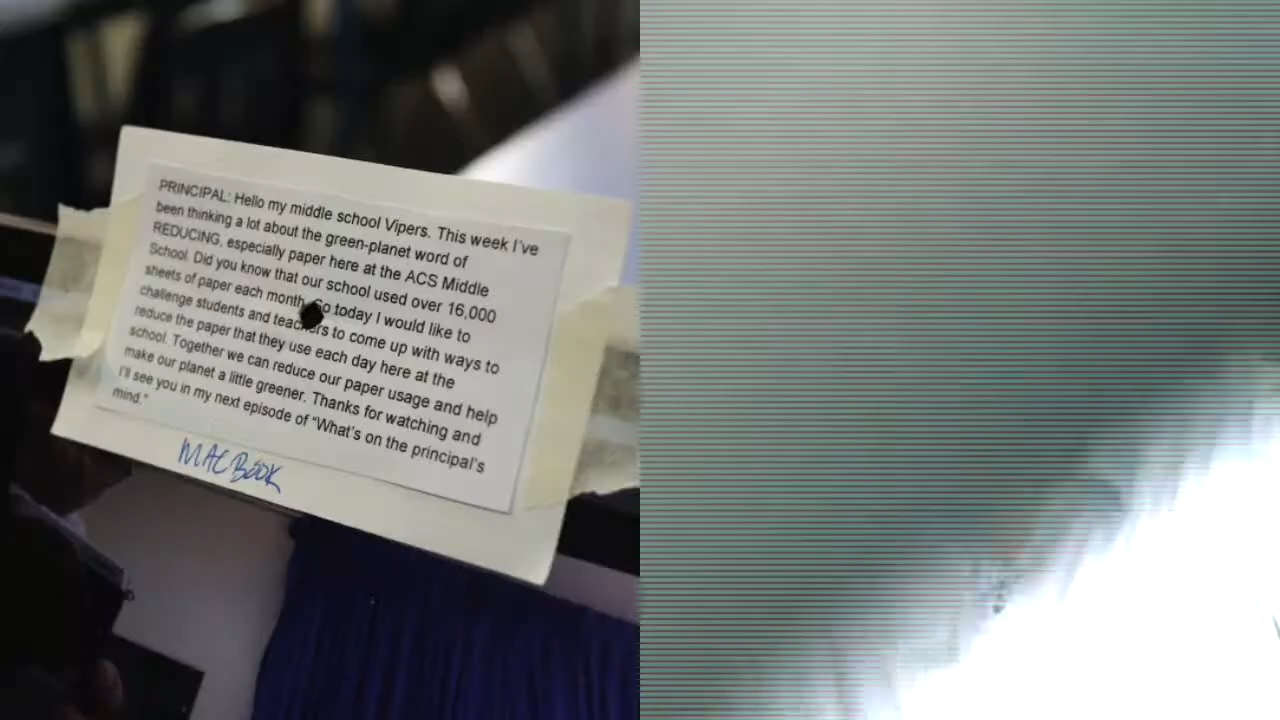 PRINCIPAL: Hello my middle school Vipers. This week I've
been thinking a lot about the green-planet word of
REDUCING, especially paper here at the ACS Middle
School. Did you know that our school used over 16,000
sheets of paper each month. So today I would like to
challenge students and teachers to come up with ways to
reduce the paper that they use each day here at the
school. Together we can reduce our paper usage and help
make our planet a little greener. Thanks for watching and
I'll see you in my next episode of “What's on the principal's
mind.”
MACBOOK